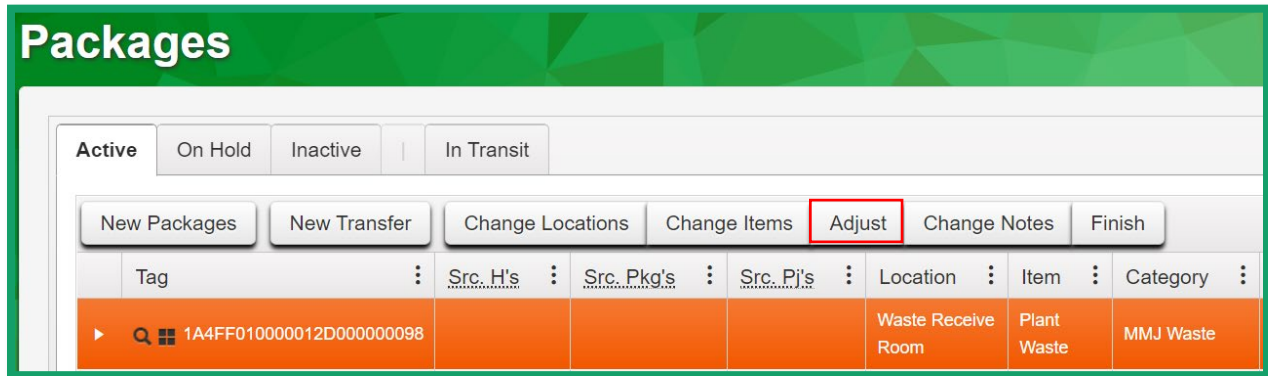 Packages
Active On Hold Inactive | In Transit
New Packages New Transfer Change Locations Change Items Adjust Change Notes Finish
Tag Src. H's Src. Pkg's Src. Pj's Location Item Category
1A4FF010000012D000000098 Waste Receive Room Plant Waste MMJ Waste